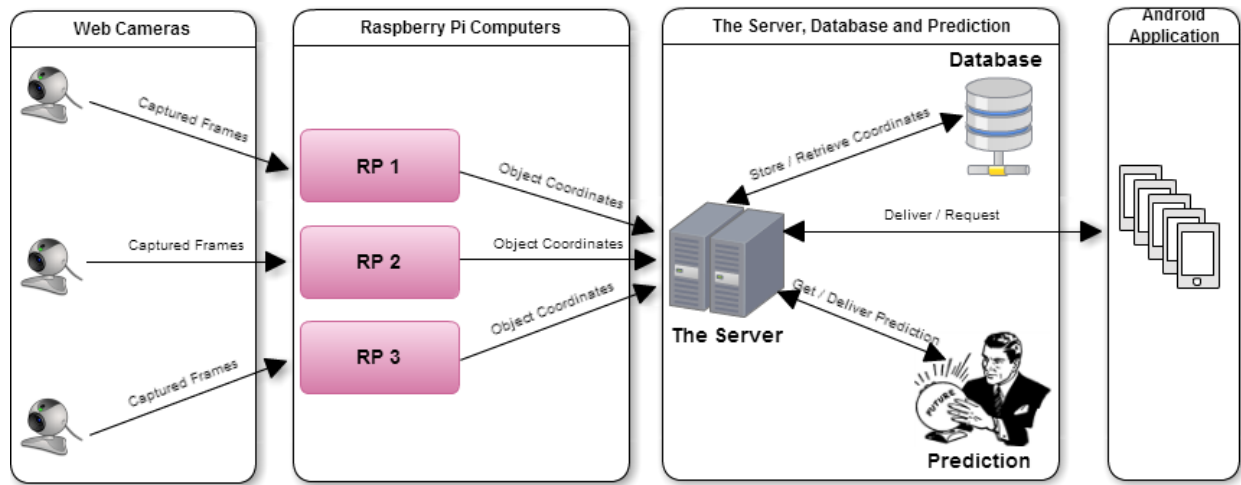 Web Cameras
Captured Frames
Captured Frames
Captured Frames
Raspberry Pi Computers
RP 1
RP 2
RP 3
Object Coordinates
Object Coordinates
Object Coordinates
The Server, Database and Prediction
Database
Store / Retrieve Coordinates
Deliver / Request
The Server
Get / Deliver Prediction
FUTURE
Prediction
Android
Application